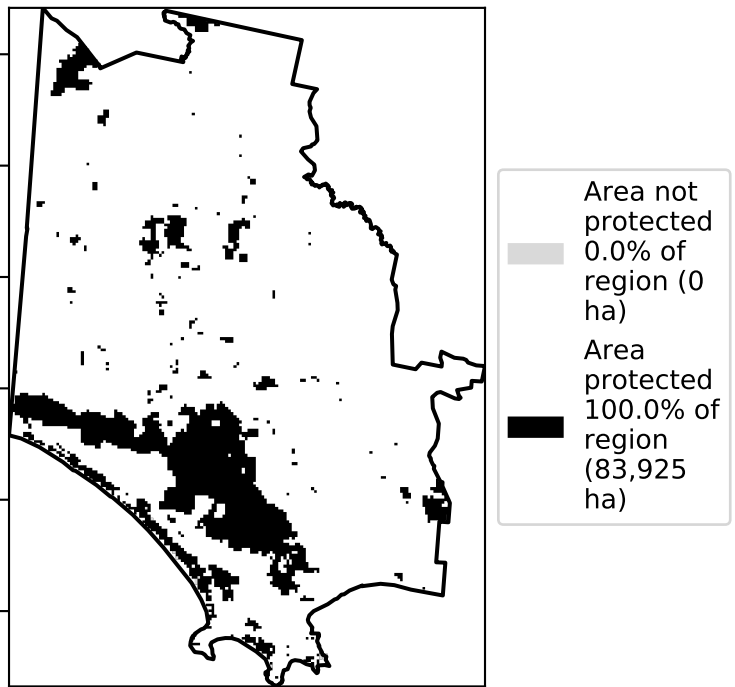 Area not
protected
0.0% of
region (0
ha)
Area
protected
100.0% of
region
(83,925
ha)